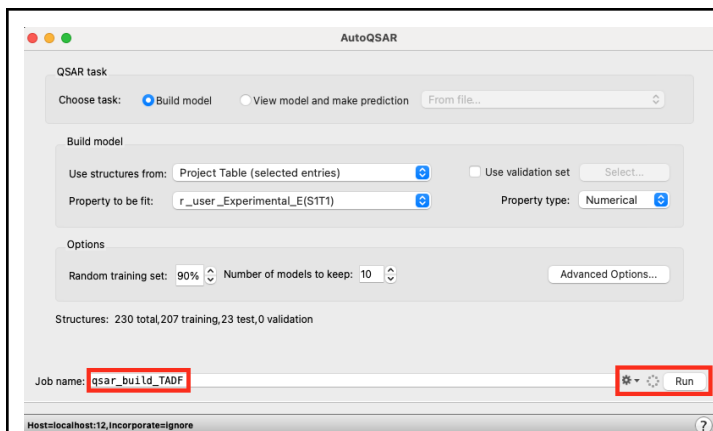 AutoQSAR
QSAR task
Choose task: Build model View model and make prediction From file...
Build model
Use structures from: Project Table (selected entries) Use validation set Select...
Property to be fit: r_user_Experimental_E(S1T1) Property type: Numerical
Options
Random training set: 90% Number of models to keep: 10 Advanced Options...
Structures: 230 total,207 training,23 test,0 validation
Job name: qsar_build_TADF Run
Host=localhost:12,Incorporate=ignore ?